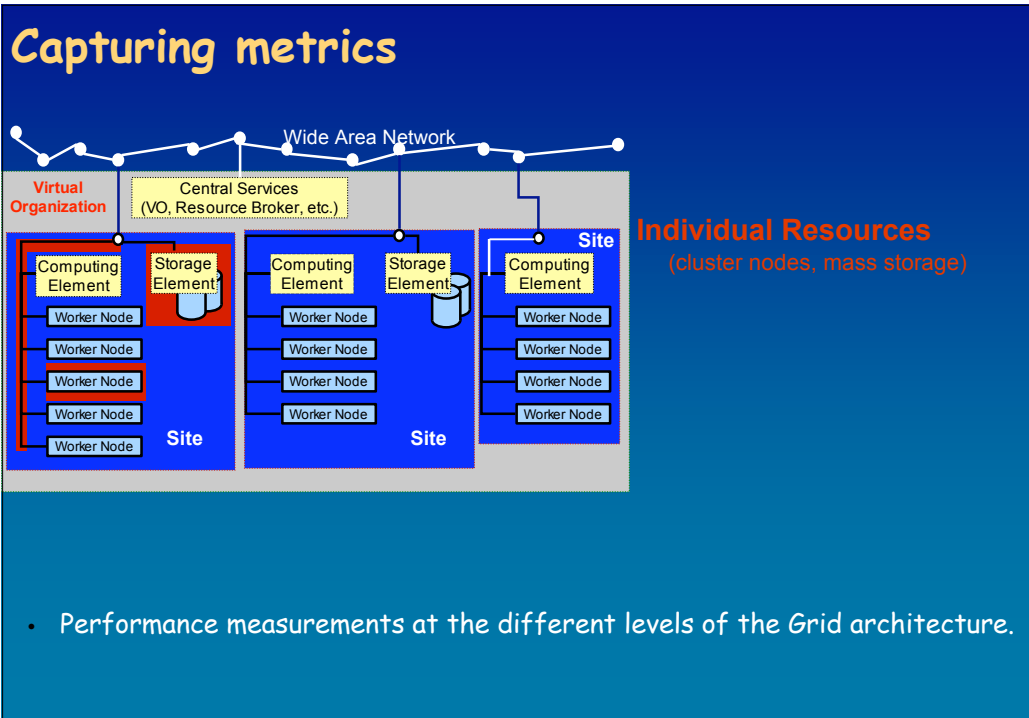 Capturing metrics
Wide Area Network
Virtual
Organization
Central Services
(VO, Resource Broker, etc.)
Computing
Element
Storage
Element
Worker Node
Worker Node
Worker Node
Worker Node
Worker Node
Site
Computing
Element
Storage
Element
Worker Node
Worker Node
Worker Node
Worker Node
Site
Site
Computing
Element
Worker Node
Worker Node
Worker Node
Worker Node
Individual Resources
(cluster nodes, mass storage)
• Performance measurements at the different levels of the Grid architecture.